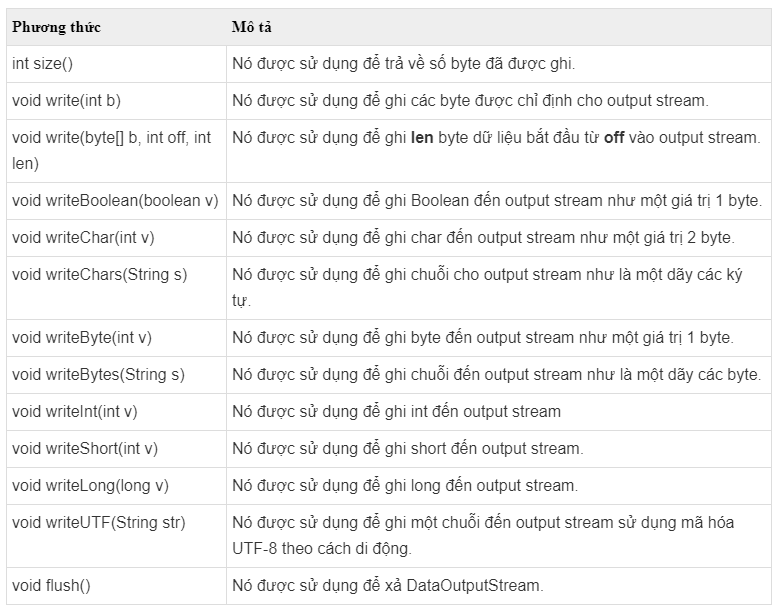 Phương thức Mô tả
int size() Nó được sử dụng để trả về số byte đã được ghi.
void write(int b) Nó được sử dụng để ghi các byte được chỉ định cho output stream.
void write(byte[] b, int off, int Nó được sử dụng để ghi len byte dữ liệu bắt đầu từ off vào output stream.
len)
void writeBoolean(boolean v) Nó được sử dụng để ghi Boolean đến output stream như một giá trị 1 byte.
void writeChar(int v) Nó được sử dụng để ghi char đến output stream như một giá trị 2 byte.
void writeChars(String s) Nó được sử dụng để ghi chuỗi cho output stream như là một dãy các ký
tự.
void writeByte(int v) Nó được sử dụng để ghi byte đến output stream như một giá trị 1 byte.
void writeBytes(String s) Nó được sử dụng để ghi chuỗi đến output stream như là một dãy các byte.
void writeInt(int v) Nó được sử dụng để ghi int đến output stream
void writeShort(int v) Nó được sử dụng để ghi short đến output stream.
void writeLong(long v) Nó được sử dụng để ghi long đến output stream.
void writeUTF(String str) Nó được sử dụng để ghi một chuỗi đến output stream sử dụng mã hóa
UTF-8 theo cách di động.
void flush() Nó được sử dụng để xả DataOutputStream.